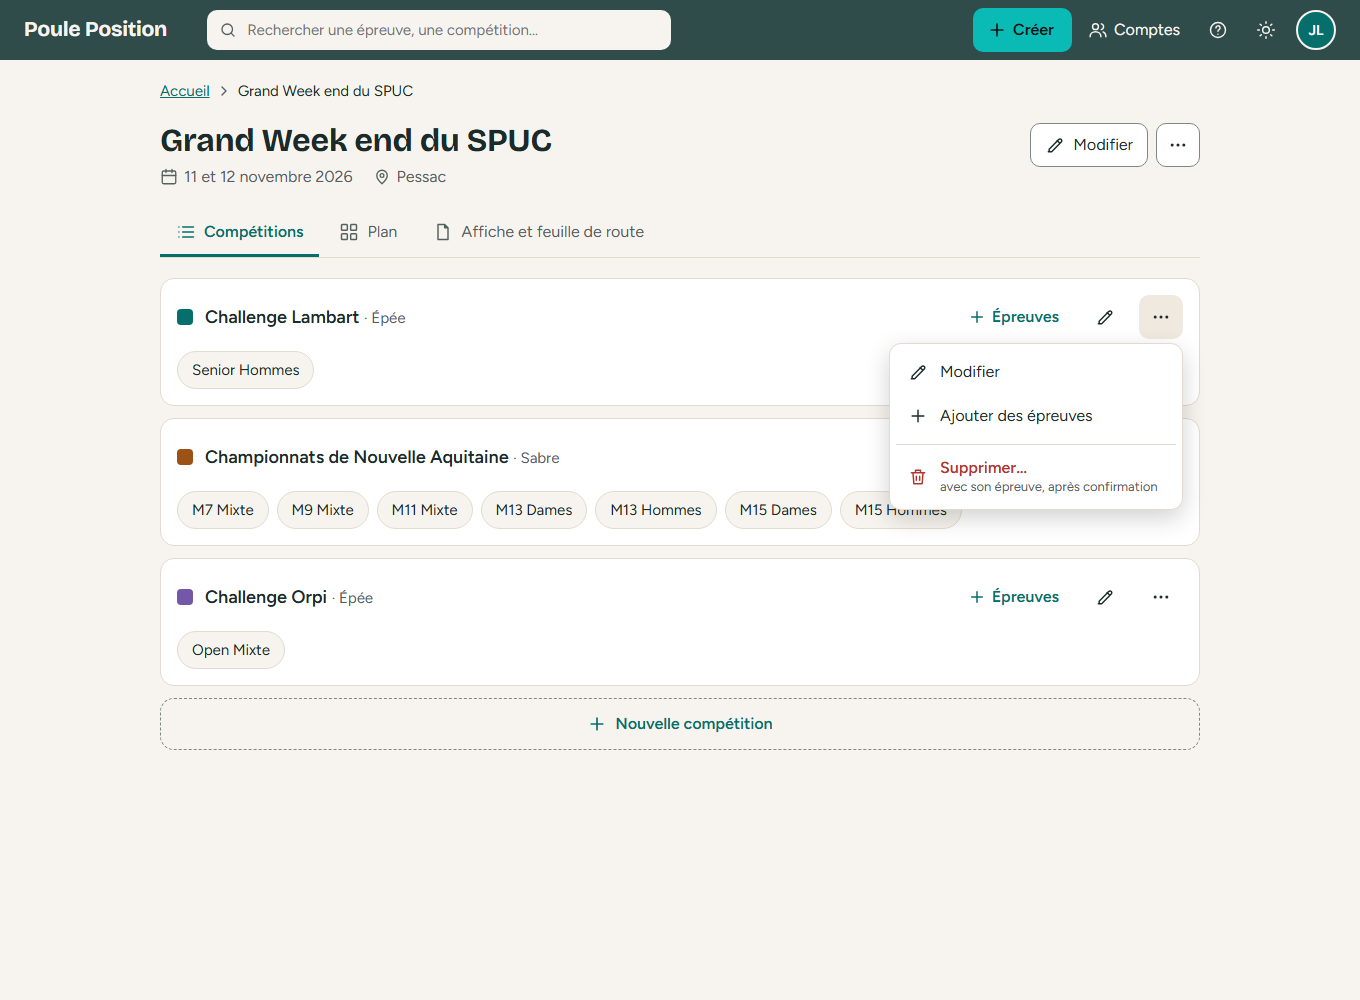 Poule Position
Rechercher une épreuve, une compétition...
Créer
Comptes
JL
Accueil > Grand Week end du SPUC
Grand Week end du SPUC
Modifier
11 et 12 novembre 2026
Pessac
Compétitions
Plan
Affiche et feuille de route
Challenge Lambart · Épée
+ Épreuves
Senior Hommes
Modifier
Ajouter des épreuves
Supprimer...
avec son épreuve, après confirmation
Championnats de Nouvelle Aquitaine · Sabre
M7 Mixte
M9 Mixte
M11 Mixte
M13 Dames
M13 Hommes
M15 Dames
M15 Hommes
Challenge Orpi · Épée
+ Épreuves
Open Mixte
+ Nouvelle compétition